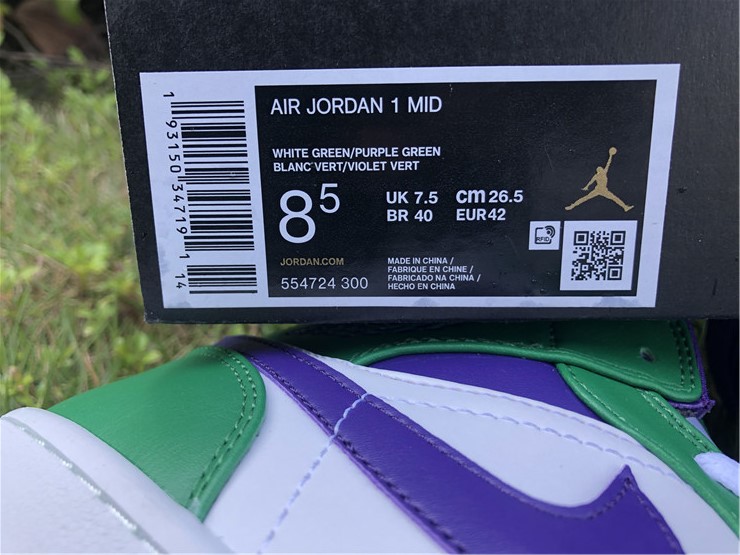 AIR JORDAN 1 MID
WHITE GREEN/PURPLE GREEN
BLANC VERT/VIOLET VERT
85
UK 7.5 cm 26.5
BR 40 EUR 42
RFID
JORDAN.COM
554724 300
MADE IN CHINA /
FABRIQUE EN CHINE /
FABRICADO NA CHINA /
HECHO EN CHINA
1 93150 34719 1 14